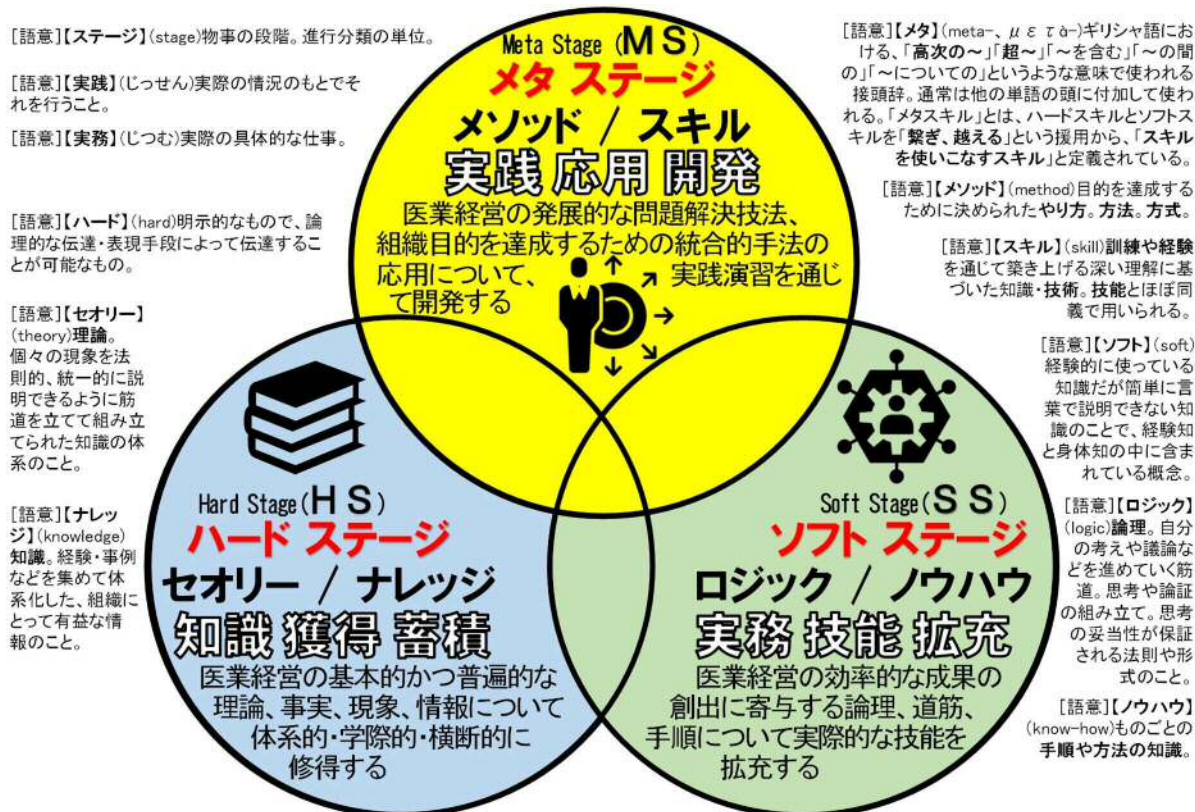 [語意]【ステージ】(stage)物事の段階。進行分類の単位。
[語意]【実践】(じっせん)実際の情況のもとでそ
れを行うこと。
[語意]【実務】(じつむ)実際の具体的な仕事。
[語意]【ハード】(hard)明示的なもので、論
理的な伝達・表現手段によって伝達するこ
とが可能なもの。
[語意]【セオリー】
(theory)理論。
個々の現象を法
則的、統一的に説
明できるように筋
道を立てて組み立
てられた知識の体
系のこと。
[語意]【ナレッ
ジ】(knowledge)
知識。経験・事例
などを集めて体
系化した、組織に
とって有益な情
報のこと。
Meta Stage (MS)
メタ ステージ
メソッド / スキル
実践 応用 開発
医業経営の発展的な問題解決技法、
組織目的を達成するための統合的手法の
応用について、 実践演習を通じ
て開発する
Hard Stage(HS)
ハード ステージ
セオリー / ナレッジ
知識 獲得 蓄積
医業経営の基本的かつ普遍的な
理論、事実、現象、情報について
体系的・学際的・横断的に
修得する
Soft Stage(SS)
ソフト ステージ
ロジック / ノウハウ
実務 技能 拡充
医業経営の効率的な成果の
創出に寄与する論理、道筋、
手順について実際的な技能を
拡充する
[語意]【メタ】(meta-、μετὰ-)ギリシャ語にお
ける、「高次の~」「超~」「~を含む」「~の間
の」「~についての」というような意味で使われる
接頭辞。通常は他の単語の頭に付加して使わ
れる。「メタスキル」とは、ハードスキルとソフトス
キルを「繋ぎ、越える」という援用から、「スキル
を使いこなすスキル」と定義されている。
[語意]【メソッド】(method)目的を達成する
ために決められたやり方。方法。方式。
[語意]【スキル】(skill)訓練や経験
を通じて築き上げる深い理解に基
づいた知識・技術。技能とほぼ同
義で用いられる。
[語意]【ソフト】(soft)
経験的に使っている
知識だが簡単に言
葉で説明できない知
識のことで、経験知
と身体知の中に含ま
れている概念。
[語意]【ロジック】
(logic)論理。自分
の考えや議論な
どを進めていく筋
道。思考や論証
の組み立て。思考
の妥当性が保証
される法則や形
式のこと。
[語意]【ノウハウ】
(know-how)ものごとの
手順や方法の知識。